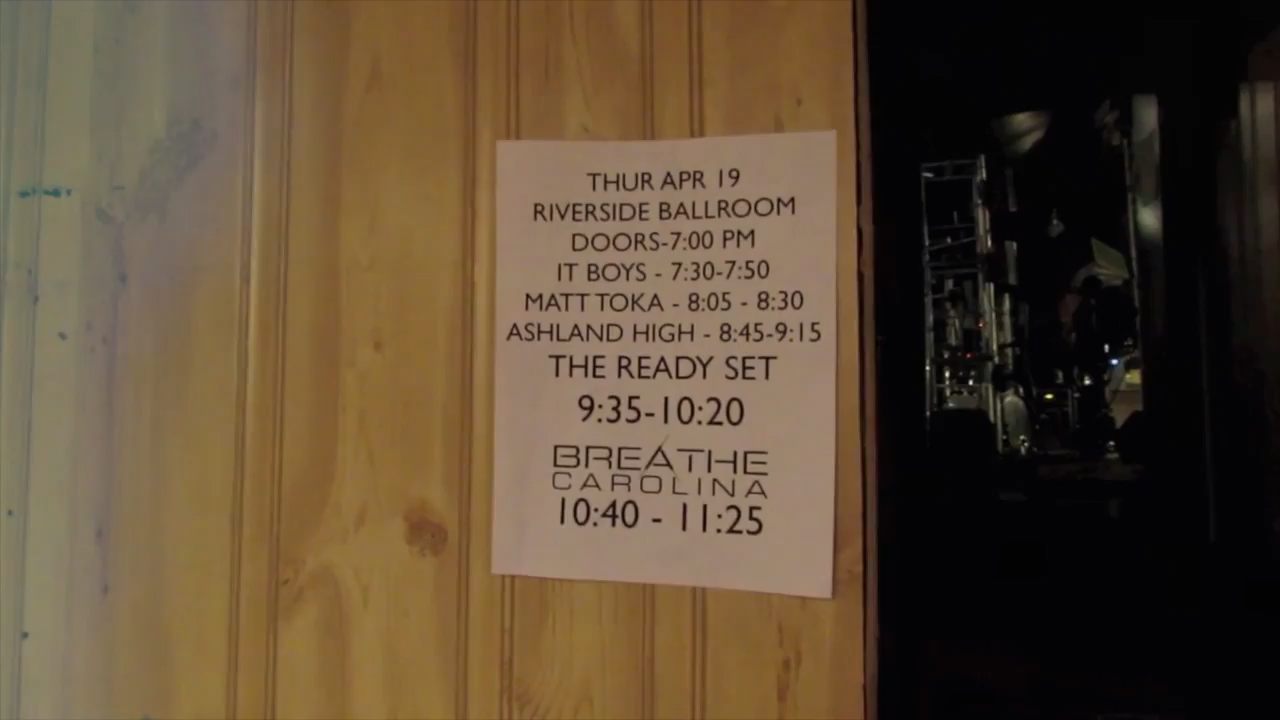 THUR APR 19
RIVERSIDE BALLROOM
DOORS-7:00 PM
IT BOYS - 7:30-7:50
MATT TOKA - 8:05 - 8:30
ASHLAND HIGH - 8:45-9:15
THE READY SET
9:35-10:20
BREATHE
CAROLINA
10:40 - 11:25